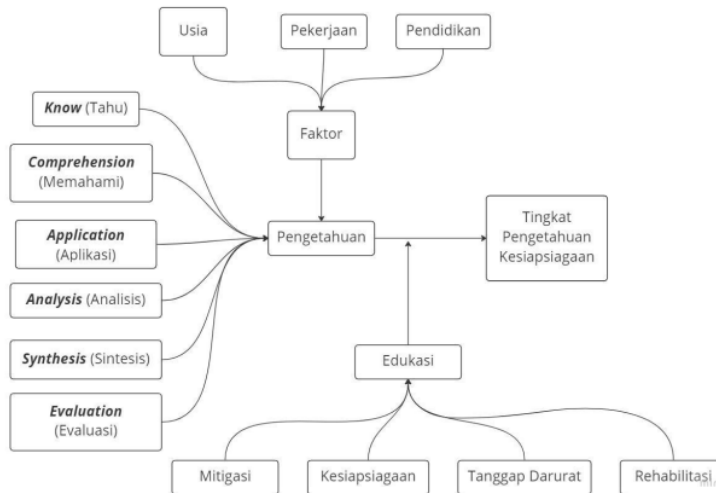 Usia
Pekerjaan
Pendidikan
Know (Tahu)
Faktor
Comprehension
(Memahami)
Application
(Aplikasi)
Pengetahuan
Tingkat
Pengetahuan
Kesiapsiagaan
Analysis (Analisis)
Synthesis (Sintesis)
Edukasi
Evaluation
(Evaluasi)
Mitigasi
Kesiapsiagaan
Tanggap Darurat
Rehabilitasi